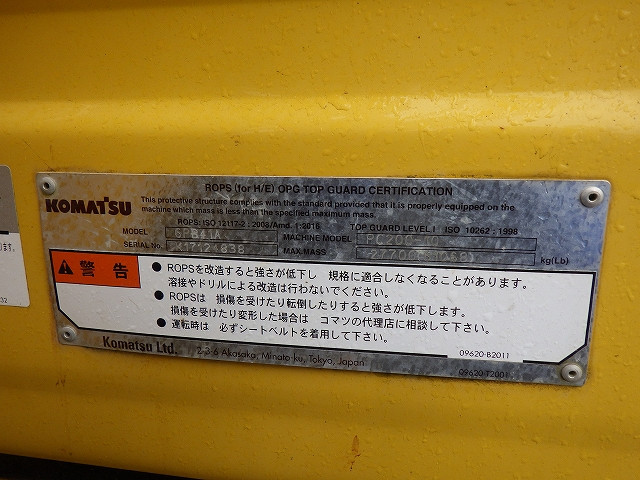 ROPS (for H/E) OPG TOP GUARD CERTIFICATION
KOMATSU
This protective structure complies with the standard provided that it is properly equipped on the
machine which mass is less than the specified maximum mass.
ROPS: ISO 12117-2 : 2008/Amd. 1:2016 TOP GUARD LEVEL I ISO 10262 : 1998
MODEL MACHINE MODEL
SERIAL No. MAX.MASS kg(Lb)
警告
● ROPSを改造すると強さが低下し 規格に適合しなくなることがあります。
溶接やドリルによる改造は行わないでください。
● ROPSは 損傷を受けたり転倒したりすると強さが低下します。
損傷を受けたり変形した場合は コマツの代理店に相談して下さい。
● 運転時は 必ずシートベルトを着用して下さい。
09620-B2011
Komatsu Ltd. 2-3-6 Akasaka, Minato-ku, Tokyo, Japan
09620-T2001
ます。
32